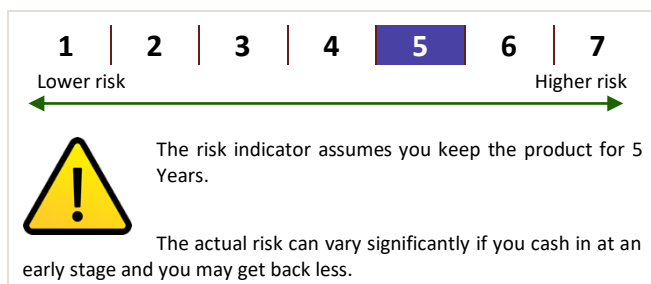 1 2 3 4 5 6 7
Lower risk Higher risk
The risk indicator assumes you keep the product for 5
Years.
The actual risk can vary significantly if you cash in at an
early stage and you may get back less.